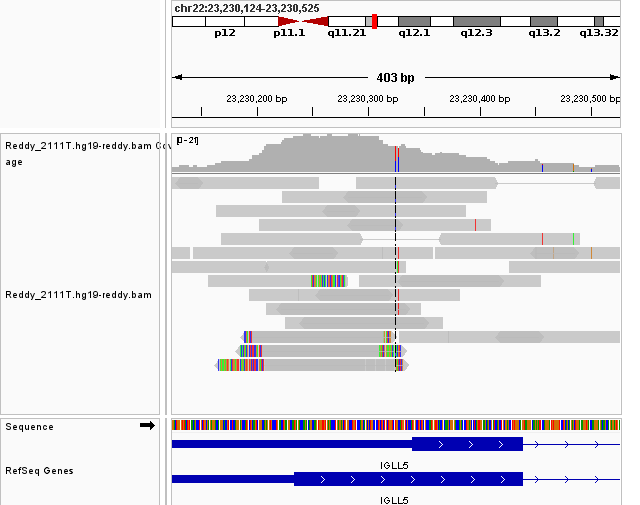 chr22:23,230,124-23,230,525
p12 p11.1 q11.21 q12.1 q12.3 q13.2 q13.32
403 bp
23,230,200 bp 23,230,300 bp 23,230,400 bp 23,230,500 bp
[0-21]
Reddy_2111T.hg19-reddy.bam Cov
age
Reddy_2111T.hg19-reddy.bam
Sequence
IGLL5
RefSeq Genes
IGLL5